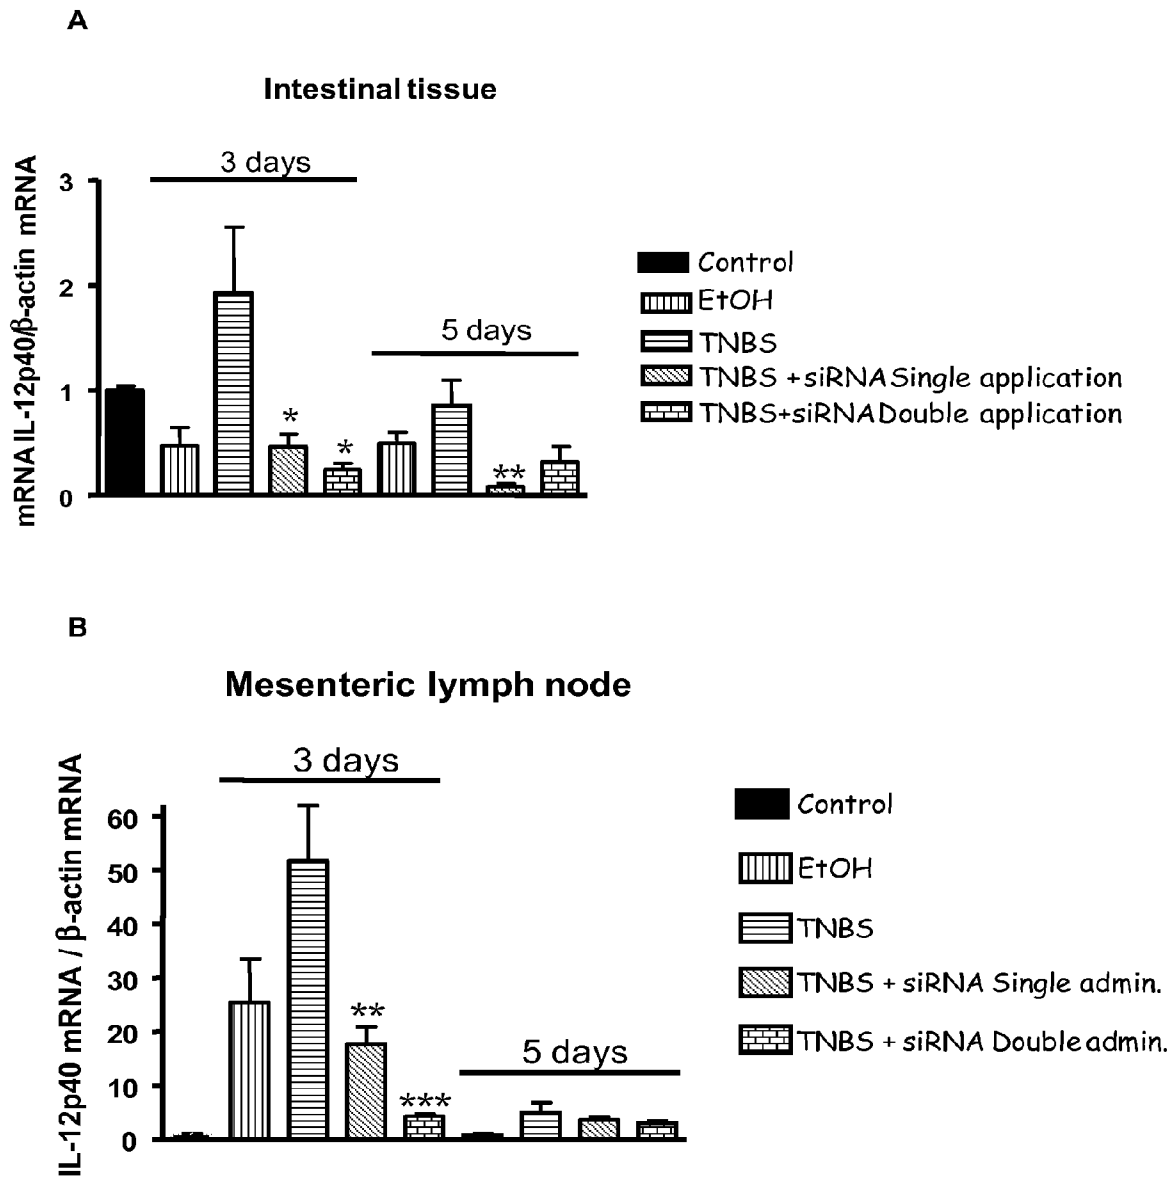 A
Intestinal tissue
mRNA IL-12p40/β-actin mRNA
3 days
3
2
1
0
5 days
*
*
**
Control
EtOH
TNBS
TNBS +siRNA Single application
TNBS+siRNA Double application
B
Mesenteric lymph node
IL-12p40 mRNA / β-actin mRNA
3 days
60
50
40
30
20
10
0
**
***
5 days
Control
EtOH
TNBS
TNBS + siRNA Single admin.
TNBS + siRNA Double admin.